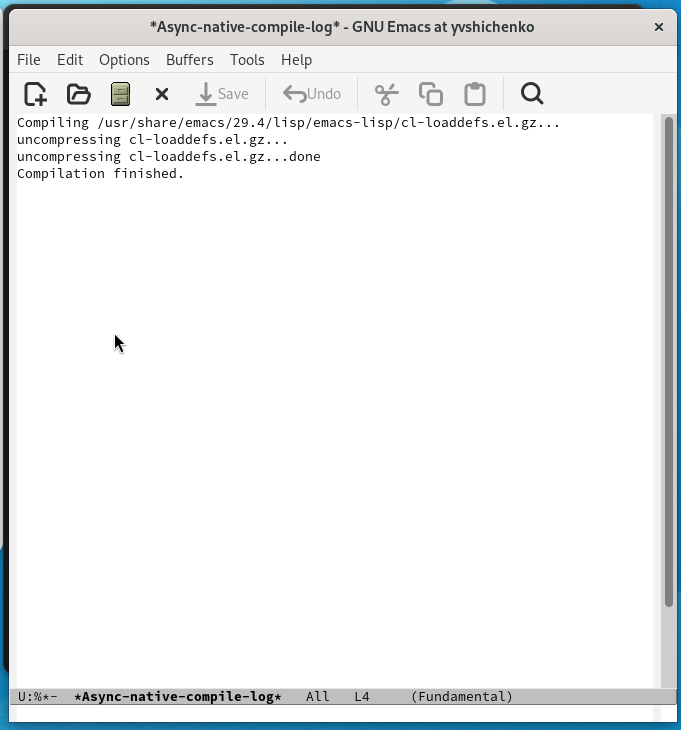 *Async-native-compile-log* - GNU Emacs at yvshichenko
File Edit Options Buffers Tools Help
Save Undo
Compiling /usr/share/emacs/29.4/lisp/emacs-lisp/cl-loaddefs.el.gz...
uncompressing cl-loaddefs.el.gz...
uncompressing cl-loaddefs.el.gz...done
Compilation finished.
U:%*- *Async-native-compile-log* All L4 (Fundamental)